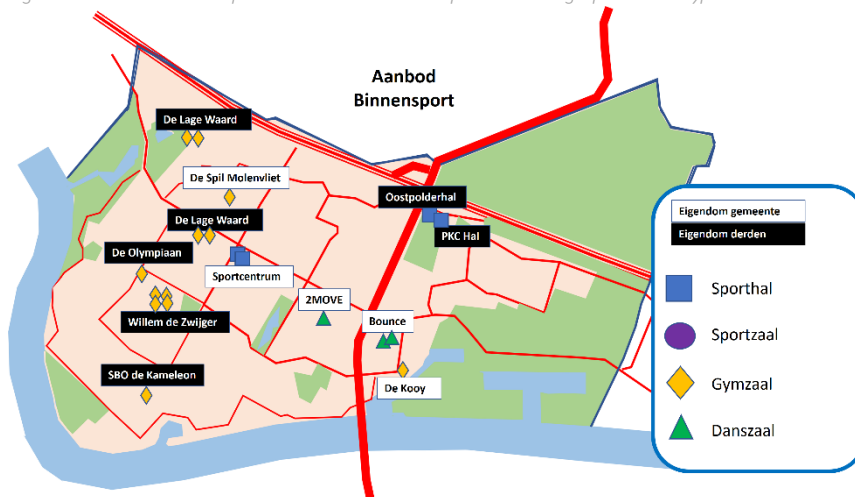 Aanbod
Binnensport
De Lage Waard
De Spil Molenvliet
De Lage Waard
De Olympiaan
Sportcentrum
Willem de Zwijger
SBO de Kameleon
2MOVE
Bounce
De Kooy
Oostpolderhal
PKC Hal
Eigendom gemeente
Eigendom derden
Sporthal
Sportzaal
Gymzaal
Danszaal